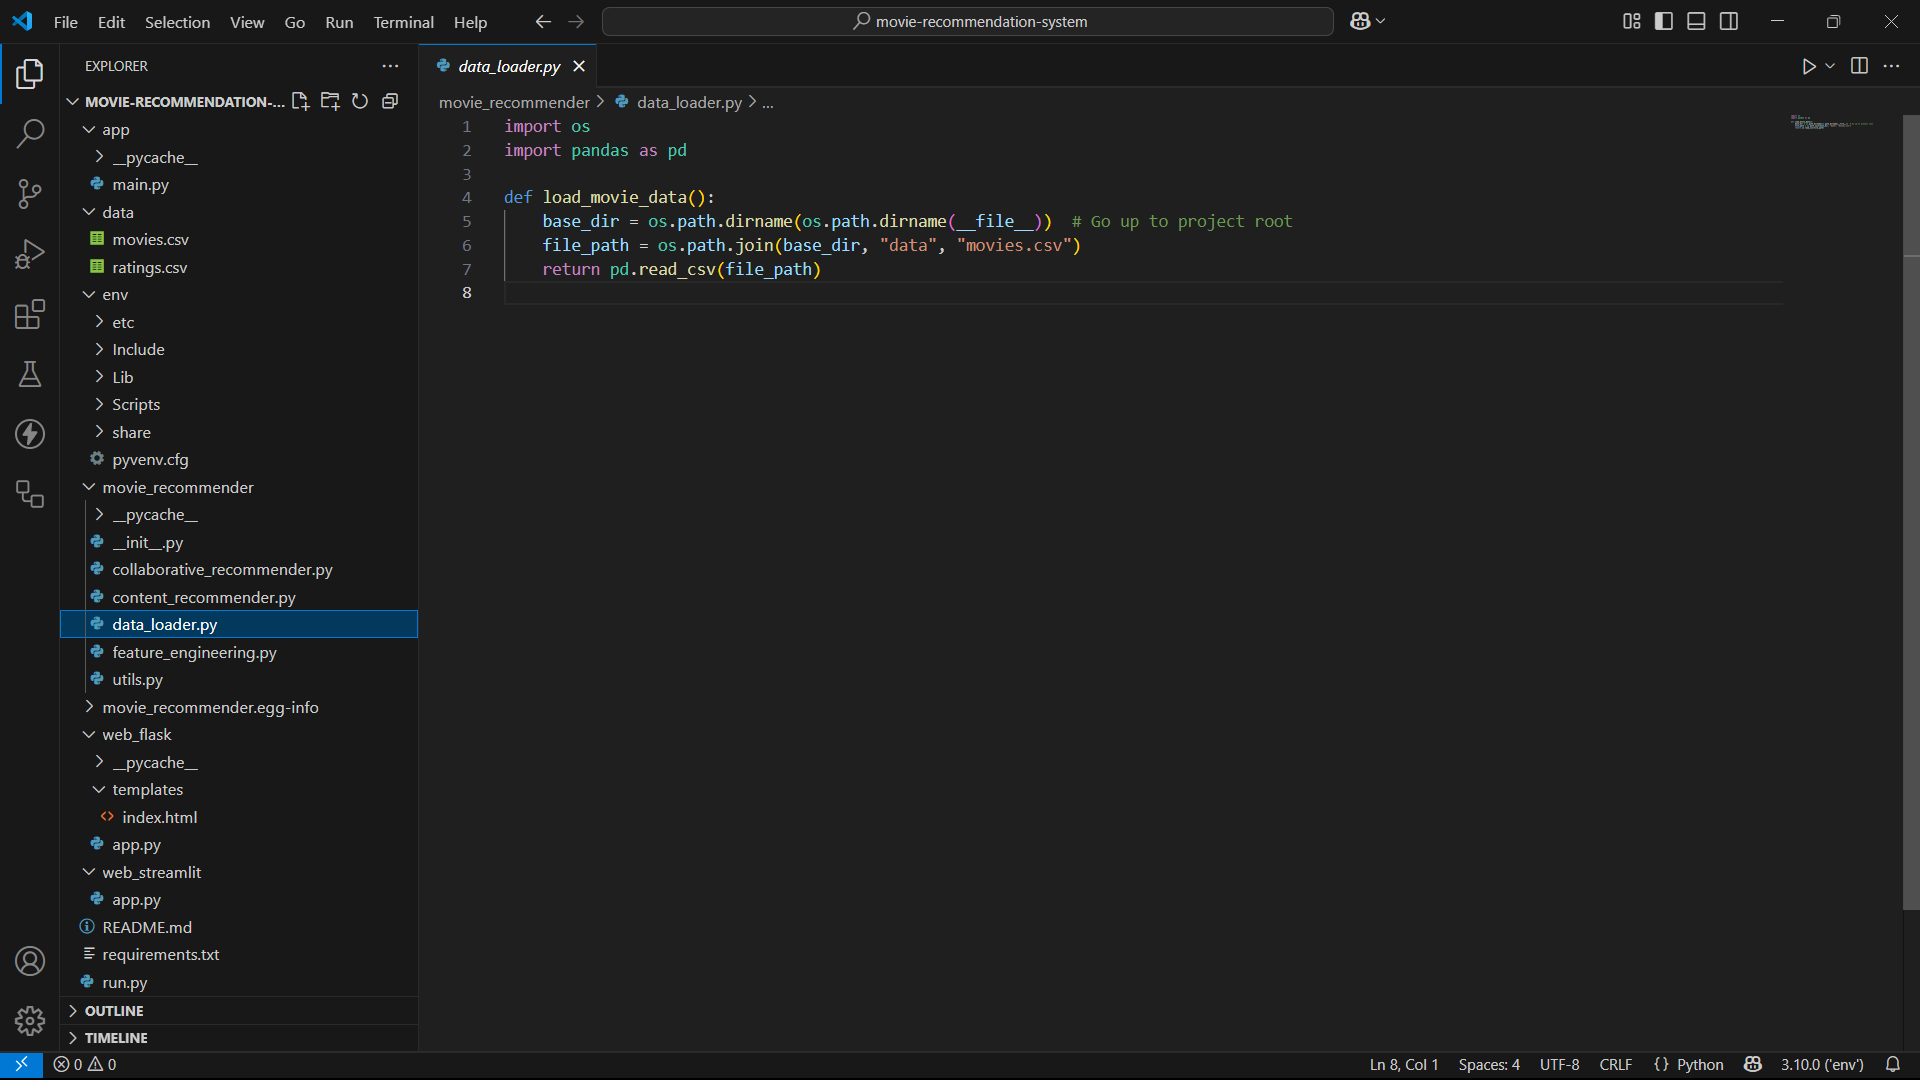 File Edit Selection View Go Run Terminal Help
movie-recommendation-system
EXPLORER
MOVIE-RECOMMENDATION-...
app
__pycache__
main.py
data
movies.csv
ratings.csv
env
etc
Include
Lib
Scripts
share
pyvenv.cfg
movie_recommender
__pycache__
__init__.py
collaborative_recommender.py
content_recommender.py
data_loader.py
feature_engineering.py
utils.py
movie_recommender.egg-info
web_flask
__pycache__
templates
index.html
app.py
web_streamlit
app.py
README.md
requirements.txt
run.py
OUTLINE
TIMELINE
data_loader.py
movie_recommender > data_loader.py > ...
1 import os
2 import pandas as pd
3
4 def load_movie_data():
5     base_dir = os.path.dirname(os.path.dirname(__file__))  # Go up to project root
6     file_path = os.path.join(base_dir, "data", "movies.csv")
7     return pd.read_csv(file_path)
8
0 0
Ln 8, Col 1 Spaces: 4 UTF-8 CRLF {} Python 3.10.0 ('env')